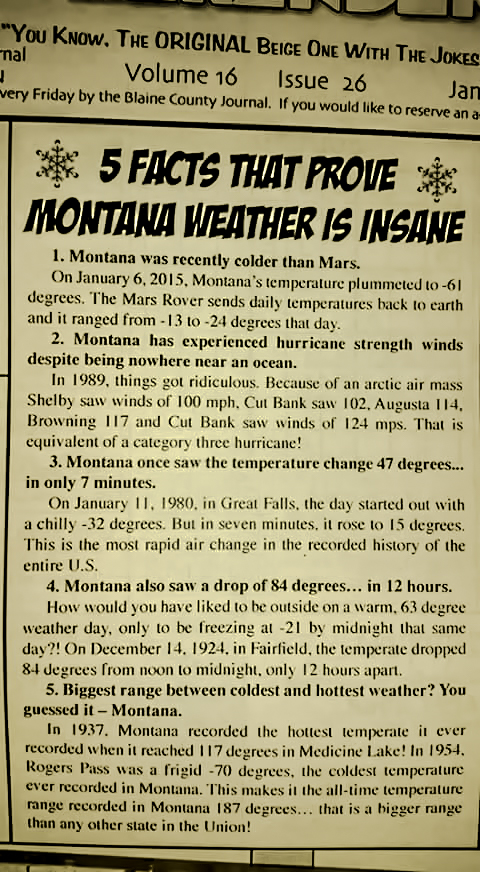 "YOU KNOW, THE ORIGINAL BEIGE ONE WITH THE JOKES
rnal
Volume 16 Issue 26 Jan
very Friday by the Blaine County Journal. If you would like to reserve an a
5 FACTS THAT PROVE
MONTANA WEATHER IS INSANE
1. Montana was recently colder than Mars.
On January 6, 2015, Montana's temperature plummeted to -61
degrees. The Mars Rover sends daily temperatures back to earth
and it ranged from -13 to -24 degrees that day.
2. Montana has experienced hurricane strength winds
despite being nowhere near an ocean.
In 1989, things got ridiculous. Because of an arctic air mass
Shelby saw winds of 100 mph, Cut Bank saw 102, Augusta 114,
Browning 117 and Cut Bank saw winds of 124 mps. That is
equivalent of a category three hurricane!
3. Montana once saw the temperature change 47 degrees...
in only 7 minutes.
On January 11, 1980, in Great Falls, the day started out with
a chilly -32 degrees. But in seven minutes, it rose to 15 degrees.
This is the most rapid air change in the recorded history of the
entire U.S.
4. Montana also saw a drop of 84 degrees... in 12 hours.
How would you have liked to be outside on a warm, 63 degree
weather day, only to be freezing at -21 by midnight that same
day?! On December 14, 1924, in Fairfield, the temperate dropped
84 degrees from noon to midnight, only 12 hours apart.
5. Biggest range between coldest and hottest weather? You
guessed it – Montana.
In 1937, Montana recorded the hottest temperate it ever
recorded when it reached 117 degrees in Medicine Lake! In 1954,
Rogers Pass was a frigid -70 degrees, the coldest temperature
ever recorded in Montana. This makes it the all-time temperature
range recorded in Montana 187 degrees... that is a bigger range
than any other state in the Union!